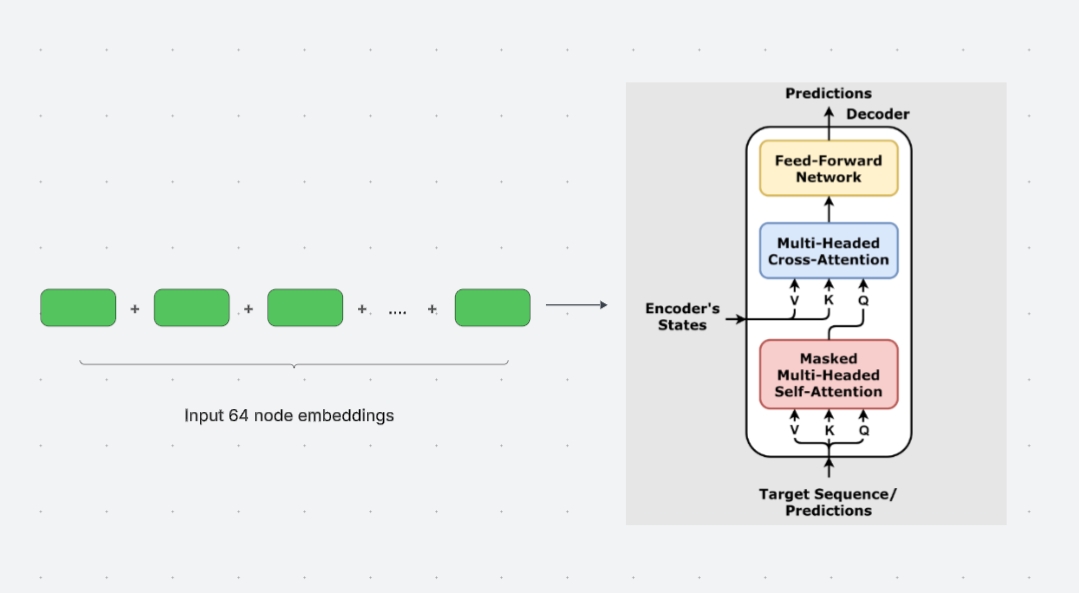 Predictions
Decoder
Feed-Forward
Network
Multi-Headed
Cross-Attention
V K Q
Encoder's
States
Masked
Multi-Headed
Self-Attention
V K Q
Target Sequence/
Predictions
+ + + .... +
Input 64 node embeddings